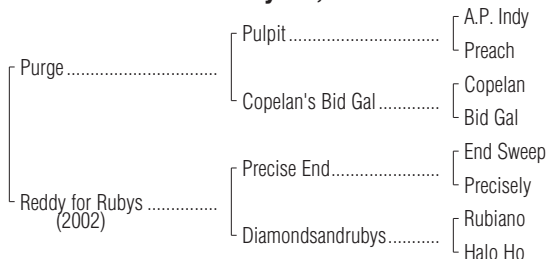 A.P. Indy
Pulpit
Preach
Purge
Copelan
Copelan's Bid Gal
Bid Gal
End Sweep
Precise End
Precisely
Reddy for Rubys
(2002)
Rubiano
Diamondsandrubys
Halo Ho